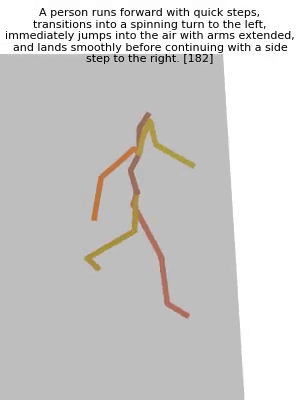 A person runs forward with quick steps,
transitions into a spinning turn to the left,
immediately jumps into the air with arms extended,
and lands smoothly before continuing with a side
step to the right. [182]